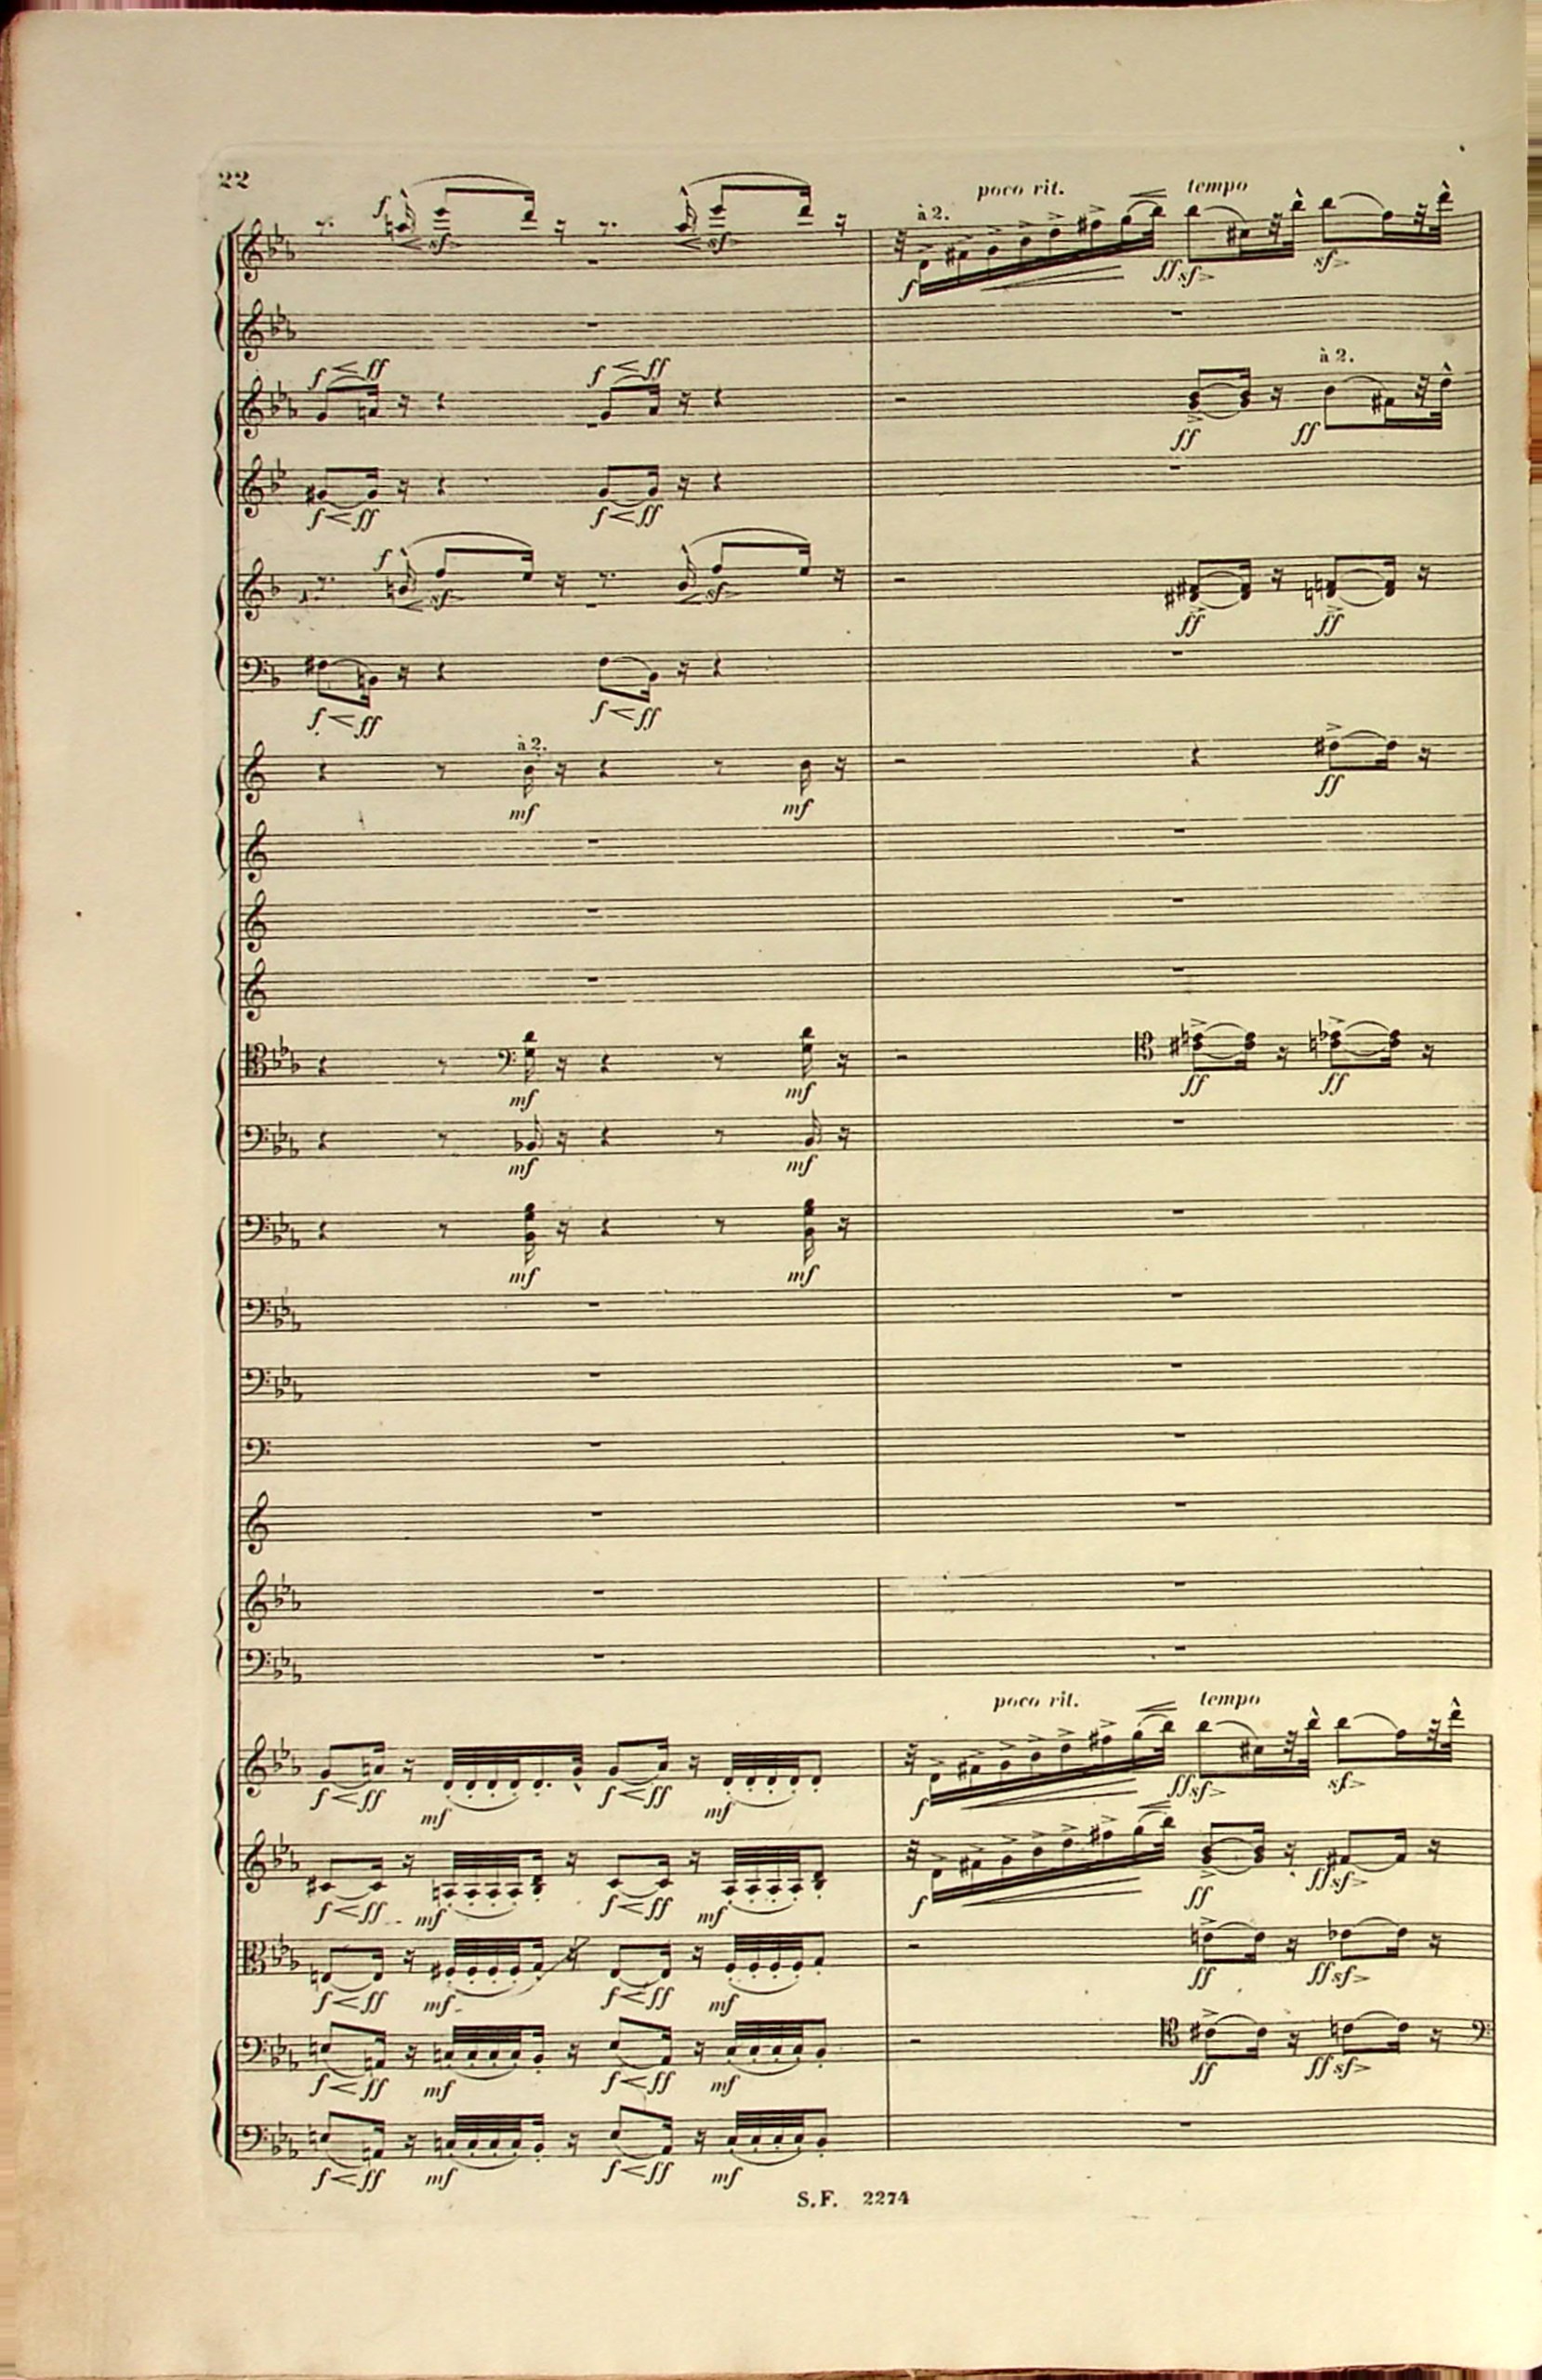 22
poco rit. tempo
f à 2.
sf sf f ff sf sf
f ff f ff à 2.
ff ff
f ff f ff
f
sf sf
ff ff
f ff f ff
à 2.
mf mf ff
mf mf ff ff
mf mf
mf mf
poco rit. tempo
f ff mf f ff mf f ff sf sf
f ff mf f ff mf f ff ff sf
f ff mf f ff mf ff ff sf
f ff mf f ff mf ff ff sf
f ff mf f ff mf
S.F. 2274